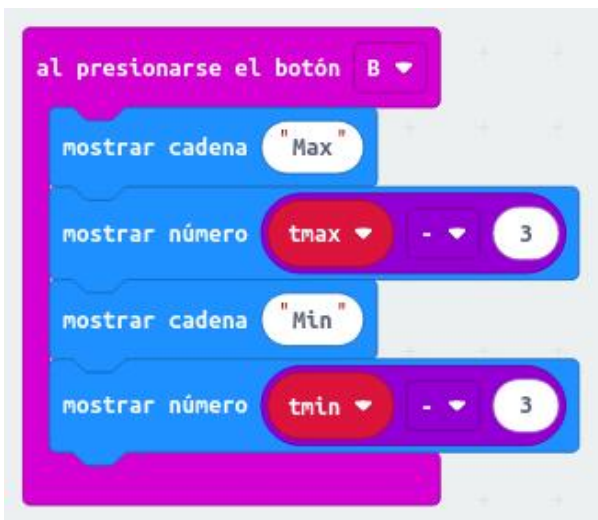 al presionarse el botón B
mostrar cadena "Max"
mostrar número tmax - 3
mostrar cadena "Min"
mostrar número tmin - 3